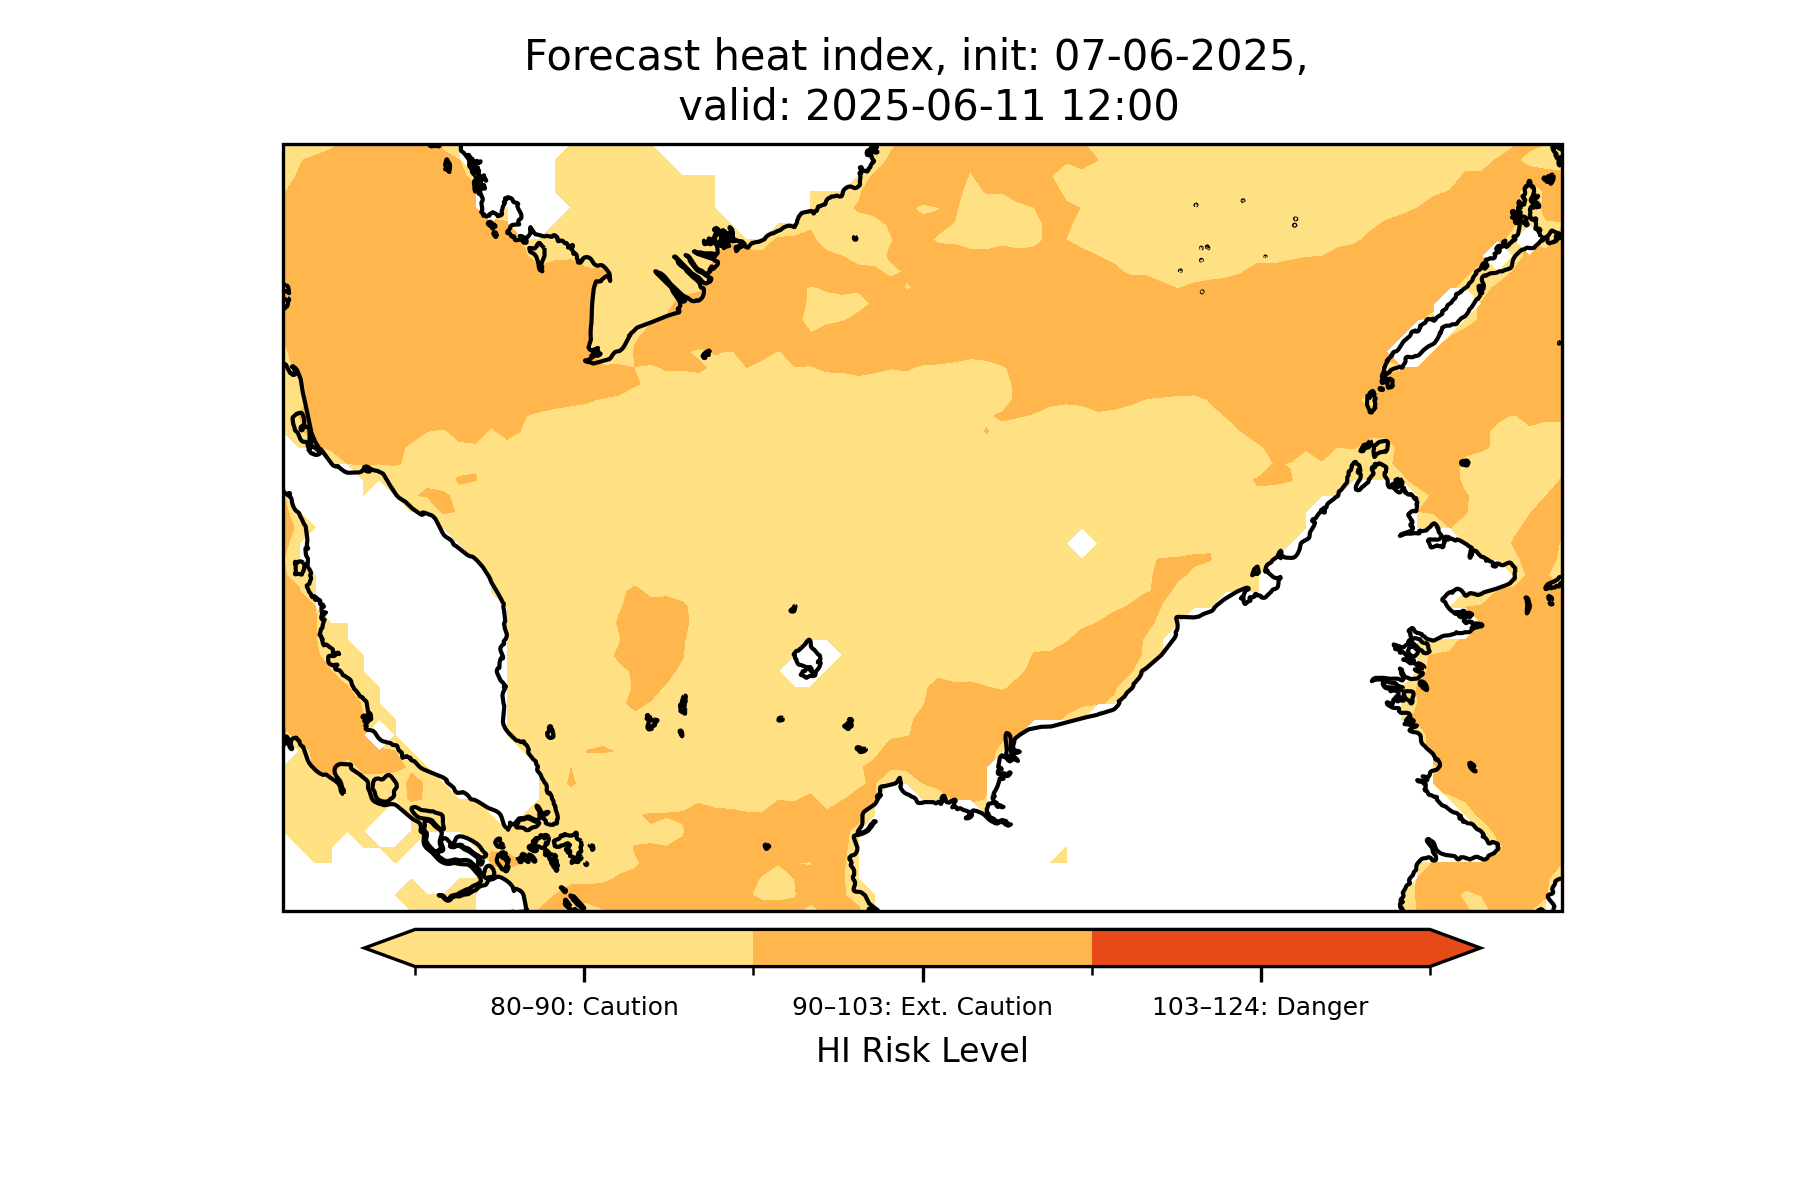 Forecast heat index, init: 07-06-2025,
valid: 2025-06-11 12:00
80–90: Caution
90–103: Ext. Caution
103–124: Danger
HI Risk Level